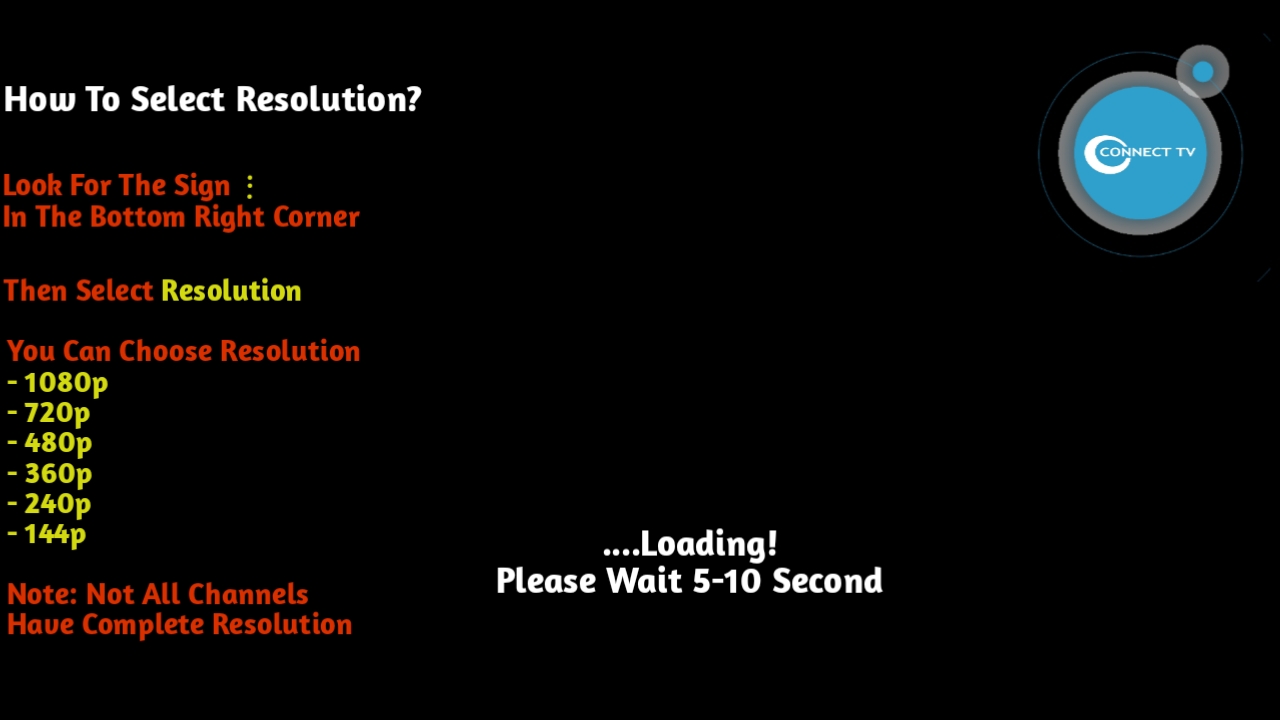 How To Select Resolution?
Look For The Sign ⋮
In The Bottom Right Corner
Then Select Resolution
You Can Choose Resolution
- 1080p
- 720p
- 480p
- 360p
- 240p
- 144p
Note: Not All Channels
Have Complete Resolution
....Loading!
Please Wait 5-10 Second
CONNECT TV